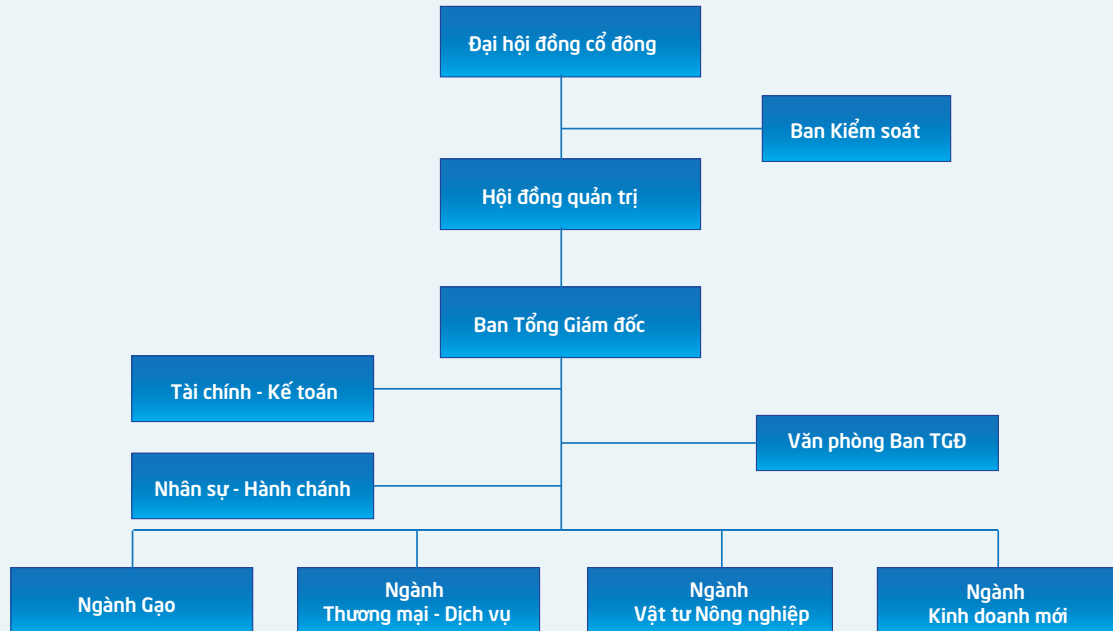 Đại hội đồng cổ đông
Ban Kiểm soát
Hội đồng quản trị
Ban Tổng Giám đốc
Tài chính - Kế toán
Văn phòng Ban TGĐ
Nhân sự - Hành chánh
Ngành Gạo
Ngành
Thương mại - Dịch vụ
Ngành
Vật tư Nông nghiệp
Ngành
Kinh doanh mới